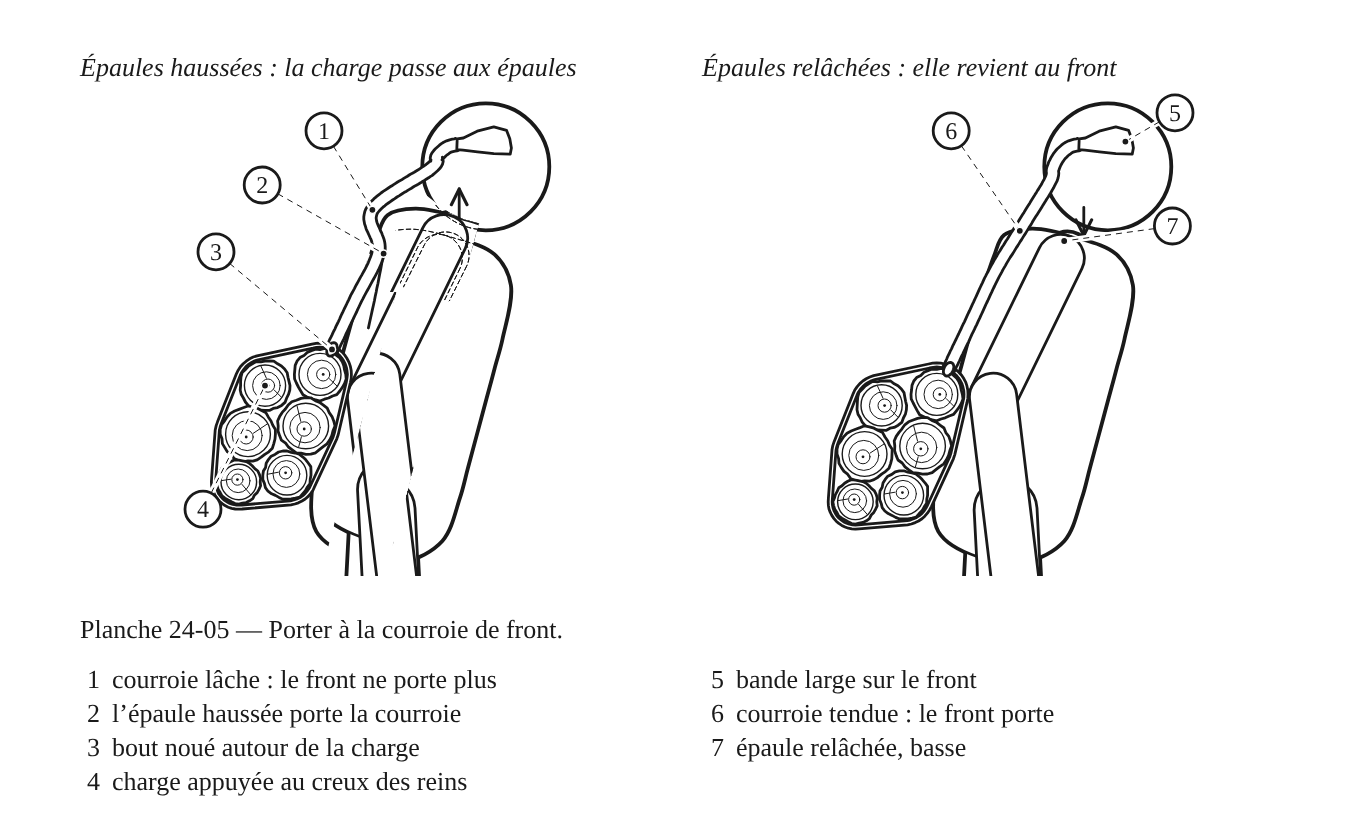 Épaules haussées : la charge passe aux épaules
Épaules relâchées : elle revient au front
1
2
3
4
5
6
7
Planche 24-05 — Porter à la courroie de front.
1 courroie lâche : le front ne porte plus
2 l’épaule haussée porte la courroie
3 bout noué autour de la charge
4 charge appuyée au creux des reins
5 bande large sur le front
6 courroie tendue : le front porte
7 épaule relâchée, basse